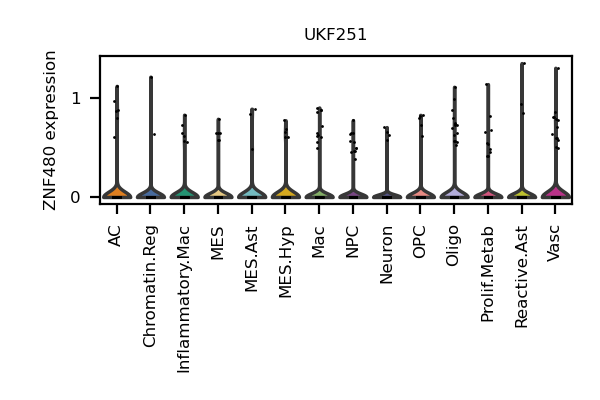 UKF251
ZNF480 expression
1
0
AC
Chromatin.Reg
Inflammatory.Mac
MES
MES.Ast
MES.Hyp
Mac
NPC
Neuron
OPC
Oligo
Prolif.Metab
Reactive.Ast
Vasc